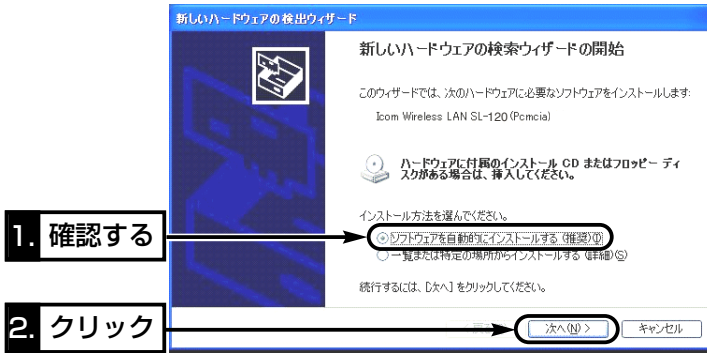 新しいハードウェアの検出ウィザード
新しいハードウェアの検索ウィザードの開始
このウィザードでは、次のハードウェアに必要なソフトウェアをインストールします:
Icom Wireless LAN SL-120 (Pcmcia)
ハードウェアに付属のインストール CD またはフロッピー ディ
スクがある場合は、挿入してください。
インストール方法を選んでください。
1. 確認する
ソフトウェアを自動的にインストールする (推奨)(I)
一覧または特定の場所からインストールする (詳細)(S)
続行するには、[次へ] をクリックしてください。
2. クリック
次へ(N) >
キャンセル